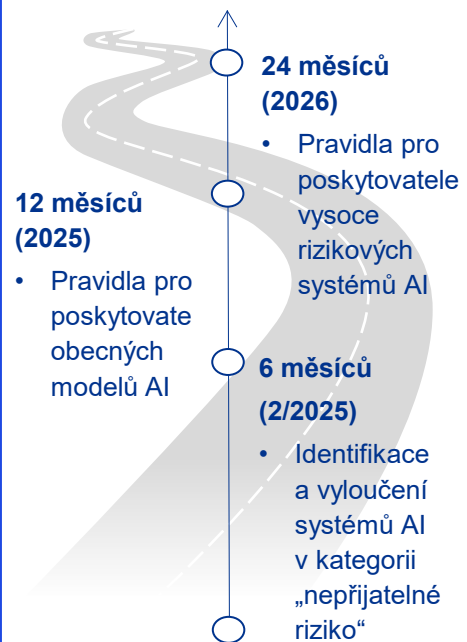 24 měsíců
(2026)
• Pravidla pro
poskytovatele
vysoce
rizikových
systémů AI
12 měsíců
(2025)
• Pravidla pro
poskytovate
obecných
modelů AI
6 měsíců
(2/2025)
• Identifikace
a vyloučení
systémů AI
v kategorii
„nepřijatelné
riziko“